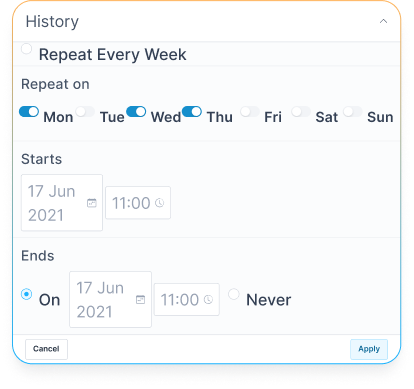 History
Repeat Every Week
Repeat on
Mon Tue Wed Thu Fri Sat Sun
Starts
17 Jun
2021
11:00
Ends
On
17 Jun
2021
11:00
Never
Cancel Apply